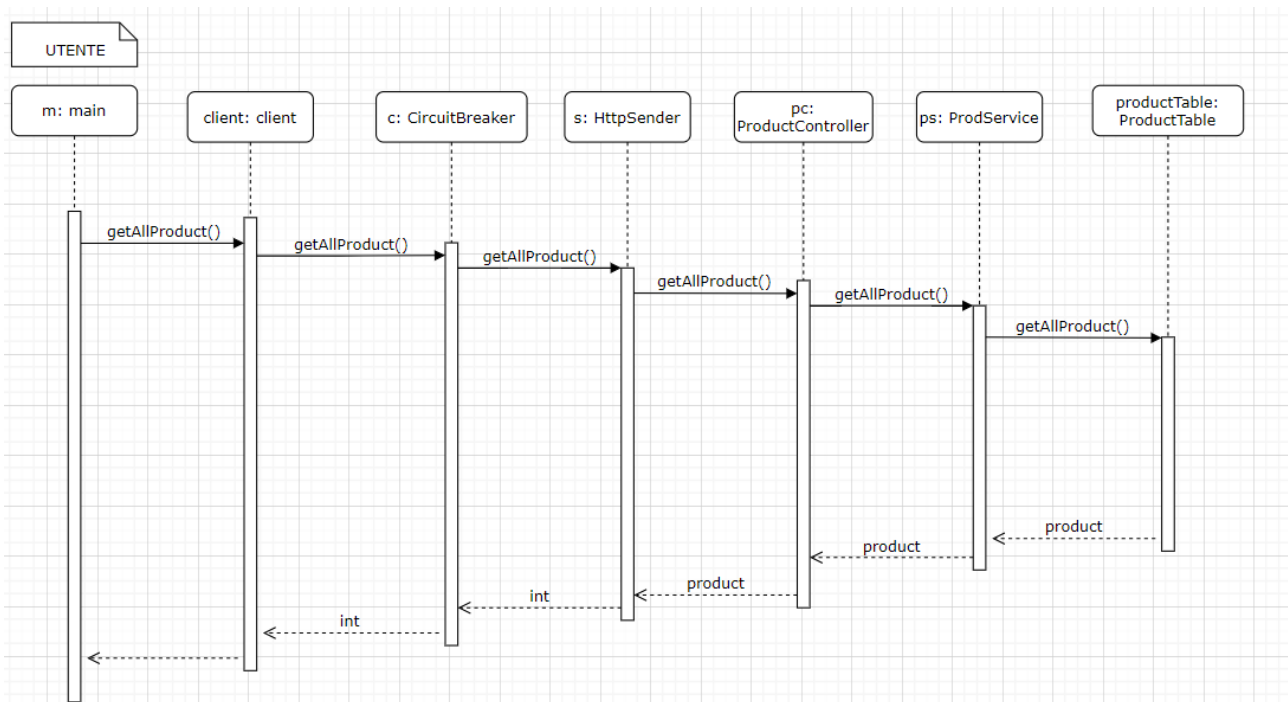 UTENTE
m: main
client: client
c: CircuitBreaker
s: HttpSender
pc:
ProductController
ps: ProdService
productTable:
ProductTable
getAllProduct()
getAllProduct()
getAllProduct()
getAllProduct()
getAllProduct()
getAllProduct()
product
product
product
int
int